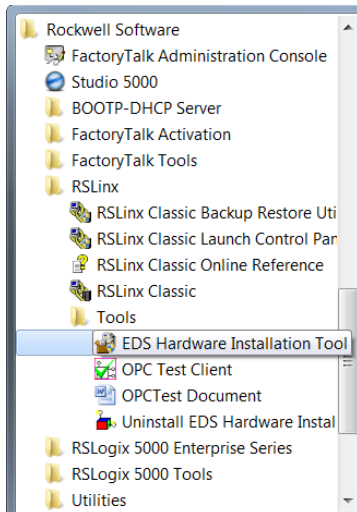 Rockwell Software
FactoryTalk Administration Console
Studio 5000
BOOTP-DHCP Server
FactoryTalk Activation
FactoryTalk Tools
RSLinx
RSLinx Classic Backup Restore Uti
RSLinx Classic Launch Control Pan
RSLinx Classic Online Reference
RSLinx Classic
Tools
EDS Hardware Installation Tool
OPC Test Client
OPCTest Document
Uninstall EDS Hardware Instal
RSLogix 5000 Enterprise Series
RSLogix 5000 Tools
Utilities